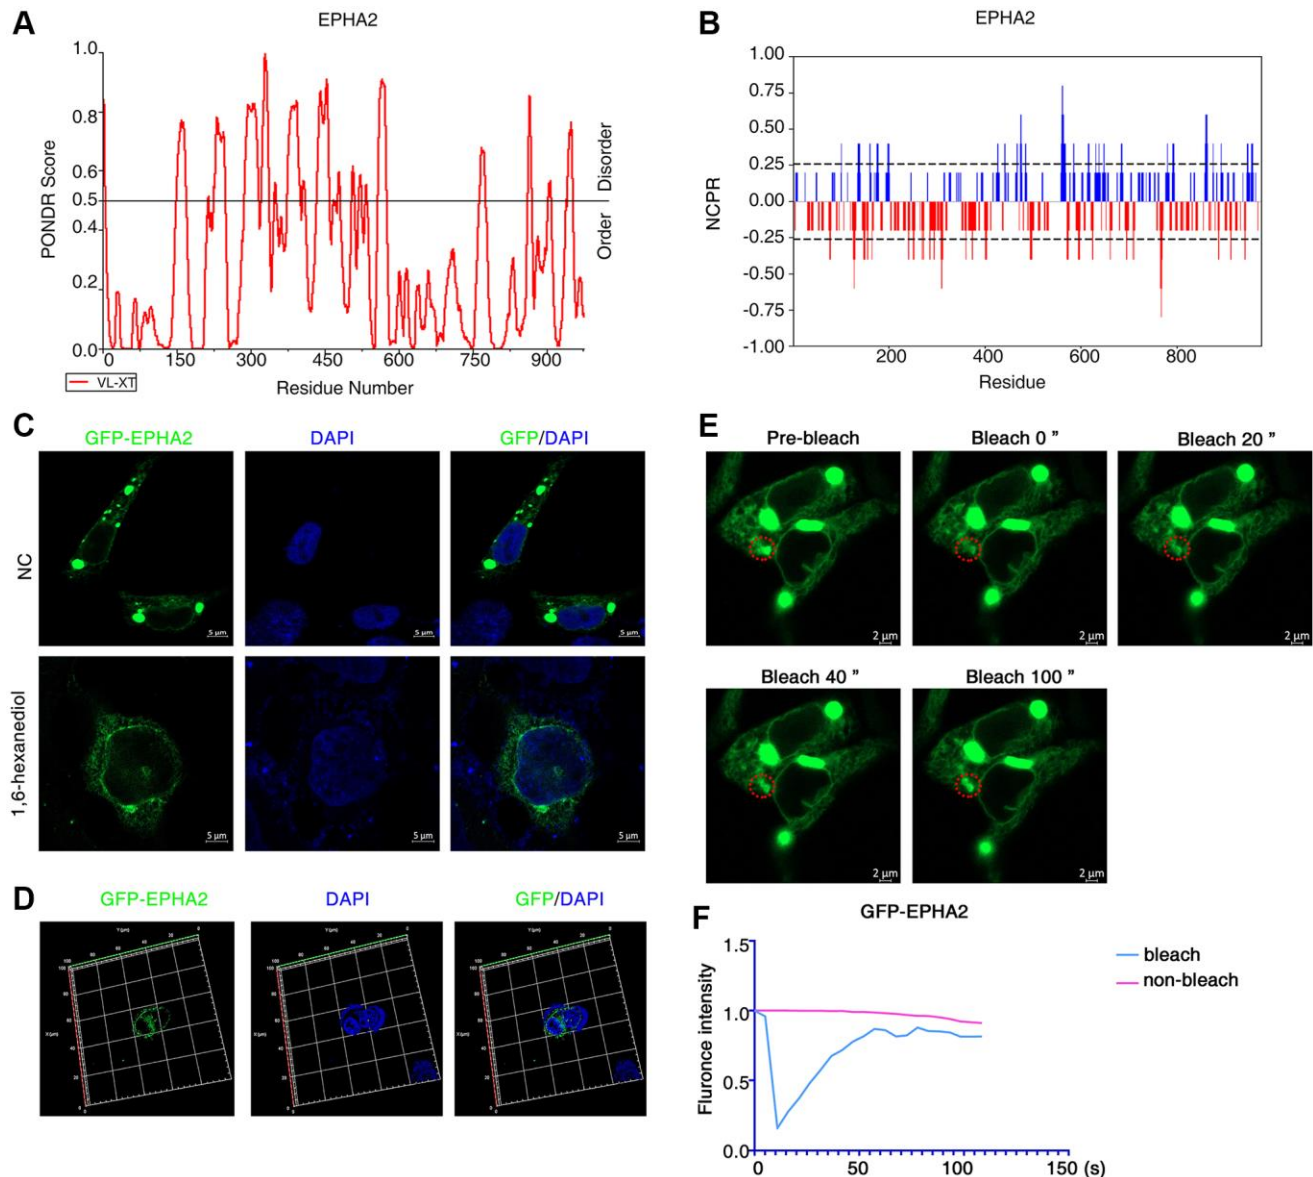 A
EPHA2
1.0
0.8
0.6
0.5
0.4
0.2
0.0
PONDR Score
Disorder
Order
0 150 300 450 600 750 900
VL-XT
Residue Number
B
EPHA2
1.00
0.75
0.50
0.25
0.00
-0.25
-0.50
-0.75
-1.00
NCPR
200 400 600 800
Residue
C
GFP-EPHA2 DAPI GFP/DAPI
NC
5 μm 5 μm 5 μm
1,6-hexanediol
5 μm 5 μm 5 μm
D
GFP-EPHA2 DAPI GFP/DAPI
E
Pre-bleach Bleach 0 ” Bleach 20 ”
2 μm 2 μm 2 μm
Bleach 40 ” Bleach 100 ”
2 μm 2 μm
F
GFP-EPHA2
1.5
1.0
0.5
0.0
Fluronce intensity
0 50 100 150 (s)
bleach
non-bleach